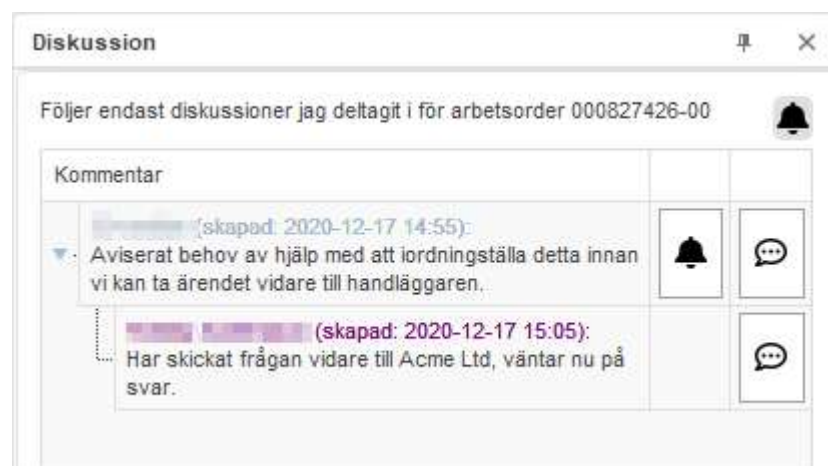 Diskussion
Följer endast diskussioner jag deltagit i för arbetsorder 000827426-00
Kommentar
(skapad: 2020-12-17 14:55):
Aviserat behov av hjälp med att iordningställa detta innan
vi kan ta ärendet vidare till handläggaren.
(skapad: 2020-12-17 15:05):
Har skickat frågan vidare till Acme Ltd, väntar nu på
svar.